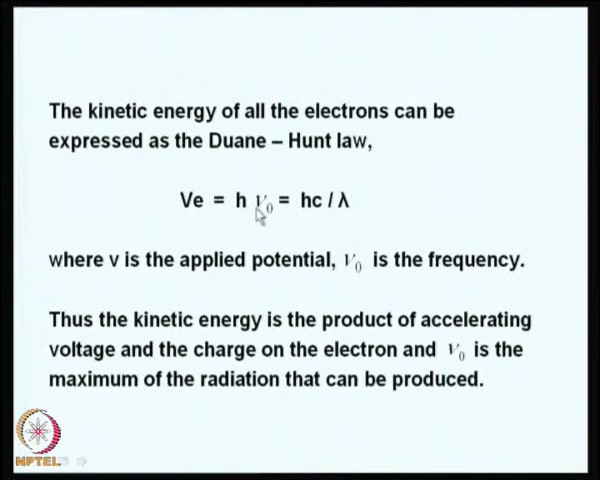 The kinetic energy of all the electrons can be
expressed as the Duane – Hunt law,
Ve = h ν₀ = hc / λ
where v is the applied potential, ν₀ is the frequency.
Thus the kinetic energy is the product of accelerating
voltage and the charge on the electron and ν₀ is the
maximum of the radiation that can be produced.
NPTEL